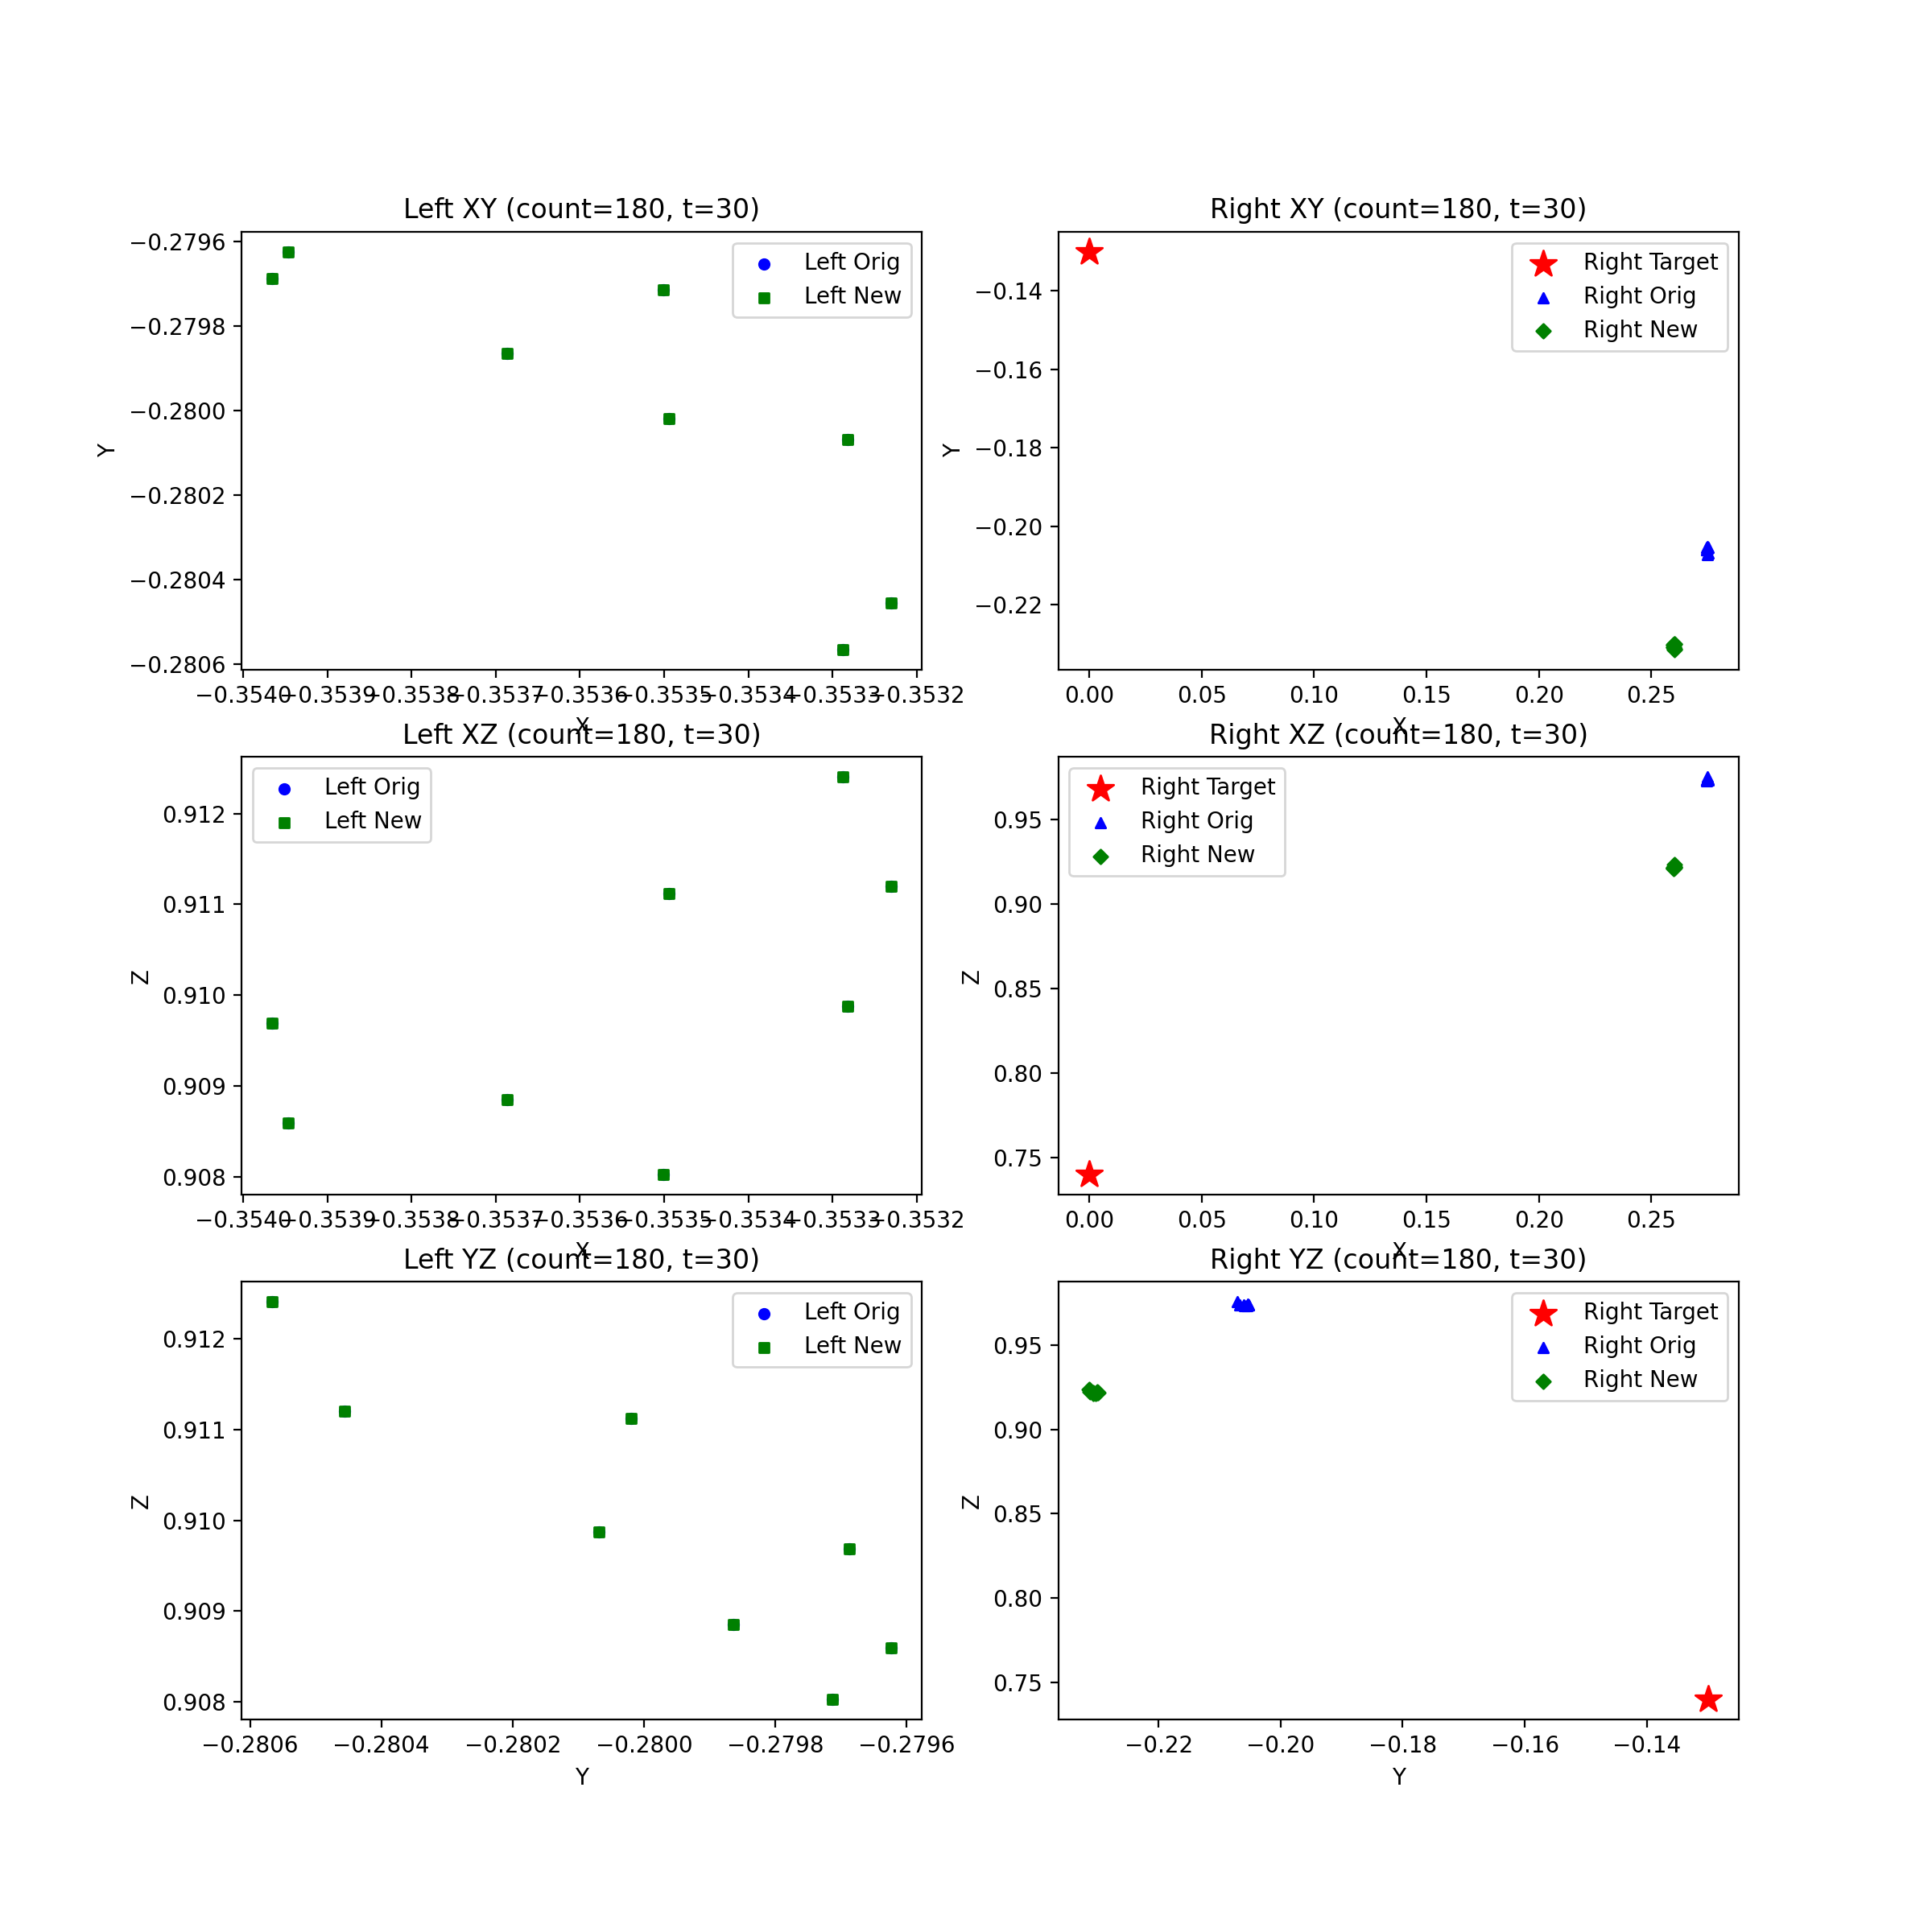 Left XY (count=180, t=30)
−0.2796
−0.2798
−0.2800
−0.2802
−0.2804
−0.2806
Y
Left Orig
Left New
−0.3540 −0.3539 −0.3538 −0.3537 −0.3536 −0.3535 −0.3534 −0.3533 −0.3532
X
Right XY (count=180, t=30)
−0.14
−0.16
−0.18
−0.20
−0.22
Y
Right Target
Right Orig
Right New
0.00 0.05 0.10 0.15 0.20 0.25
X
Left XZ (count=180, t=30)
0.912
0.911
0.910
0.909
0.908
Z
Left Orig
Left New
−0.3540 −0.3539 −0.3538 −0.3537 −0.3536 −0.3535 −0.3534 −0.3533 −0.3532
X
Right XZ (count=180, t=30)
0.95
0.90
0.85
0.80
0.75
Z
Right Target
Right Orig
Right New
0.00 0.05 0.10 0.15 0.20 0.25
X
Left YZ (count=180, t=30)
0.912
0.911
0.910
0.909
0.908
Z
Left Orig
Left New
−0.2806 −0.2804 −0.2802 −0.2800 −0.2798 −0.2796
Y
Right YZ (count=180, t=30)
0.95
0.90
0.85
0.80
0.75
Z
Right Target
Right Orig
Right New
−0.22 −0.20 −0.18 −0.16 −0.14
Y